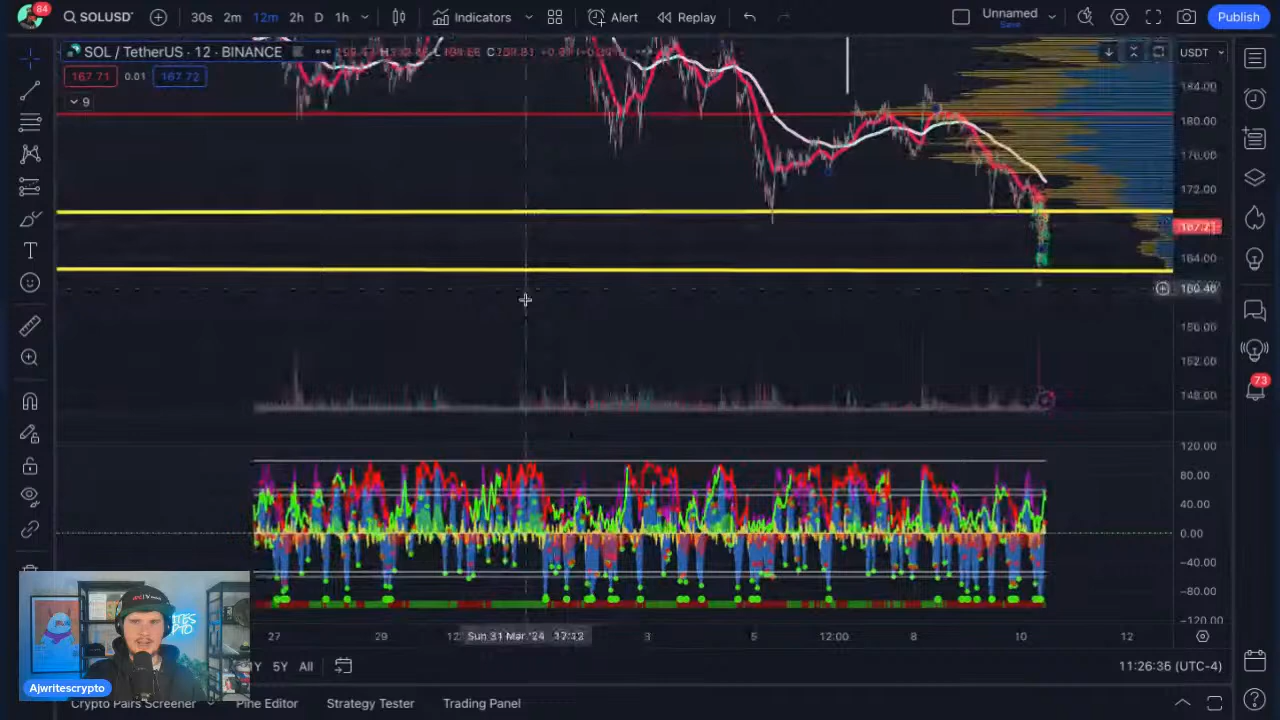 84
SOLUSD
30s 2m 12m 2h D 1h
Indicators
Alert
Replay
Unnamed
Save
Publish
SOL / TetherUS · 12 · BINANCE
USDT
167.71 0.01 167.72
9
184.00
180.00
176.00
172.00
164.00
156.00
152.00
148.00
120.00
80.00
40.00
0.00
−40.00
−80.00
−120.00
73
27 29 3 5 12:00 8 10 12
Sun 31 Mar '24 17:12
5Y All
11:26:36 (UTC-4)
Ajwritescrypto
Crypto Pairs Screener
Pine Editor
Strategy Tester
Trading Panel